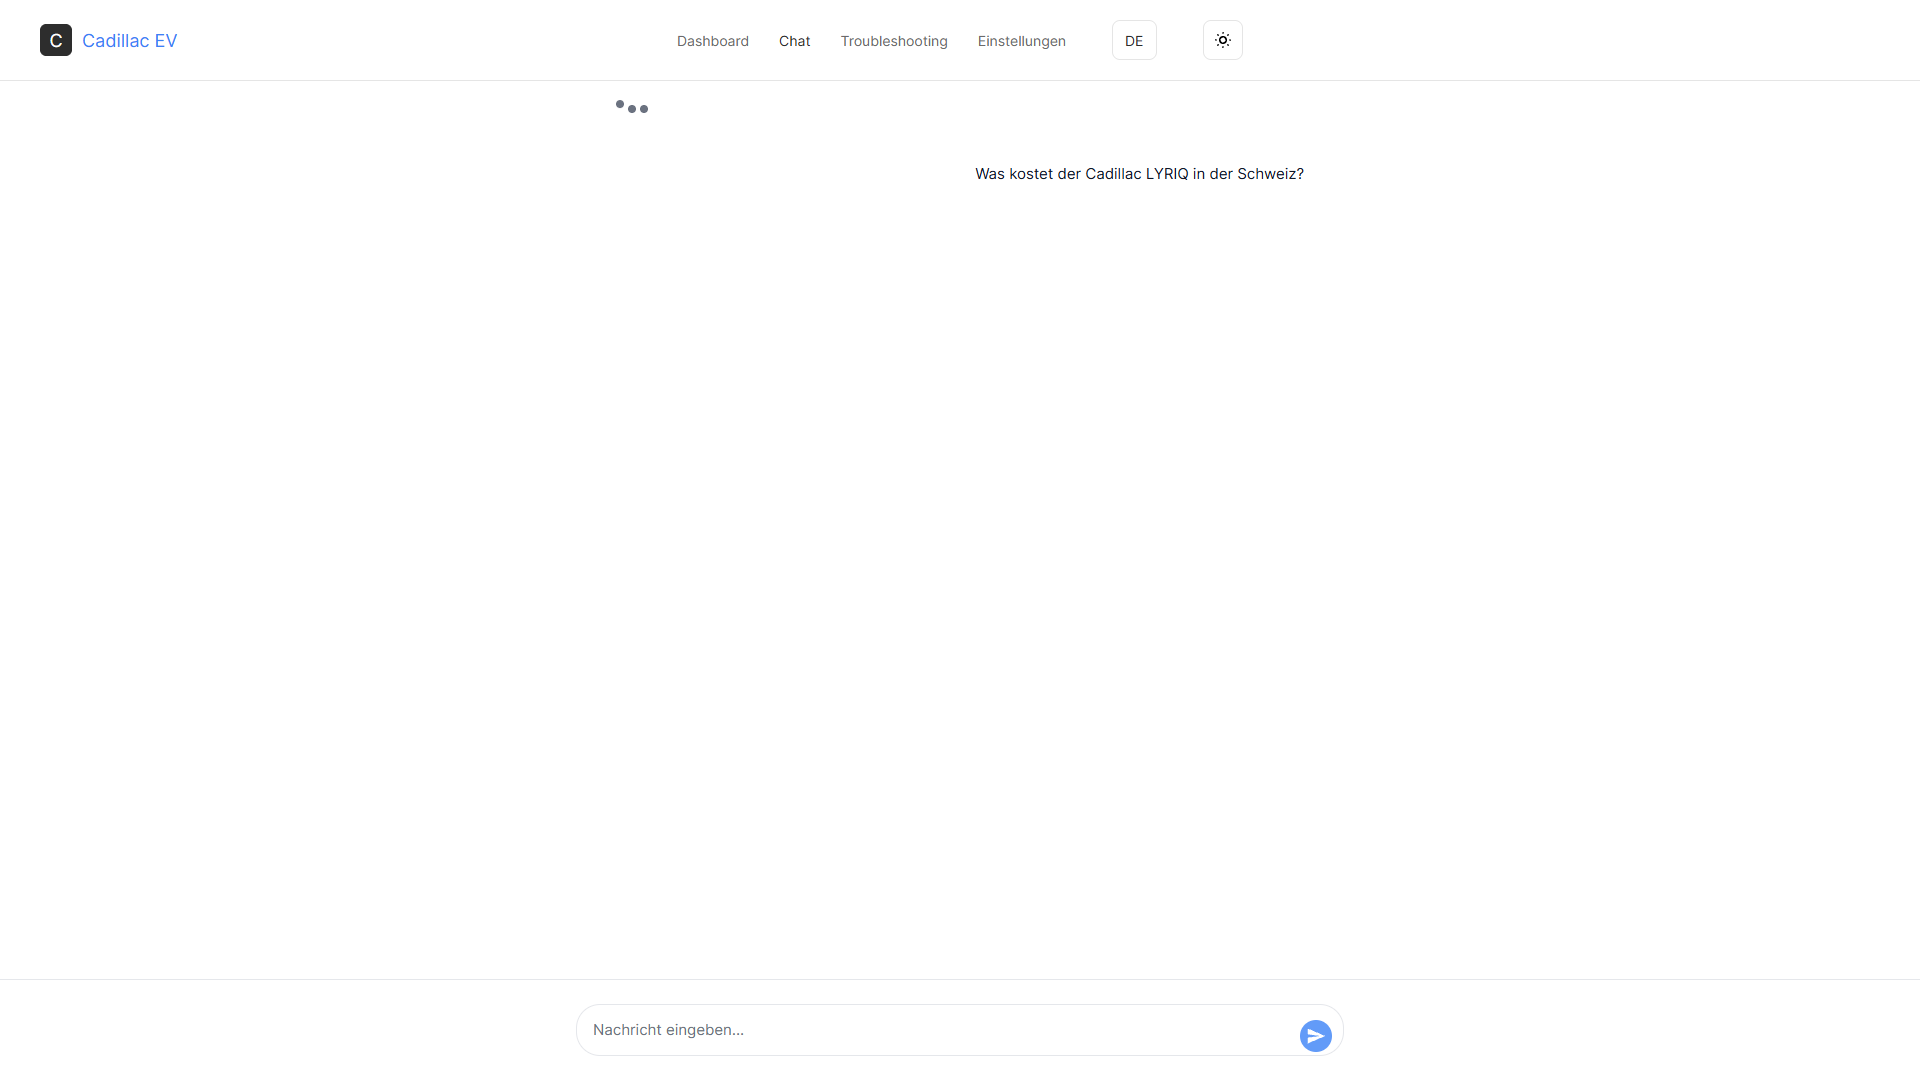 C Cadillac EV
Dashboard Chat Troubleshooting Einstellungen DE
Was kostet der Cadillac LYRIQ in der Schweiz?
Nachricht eingeben...